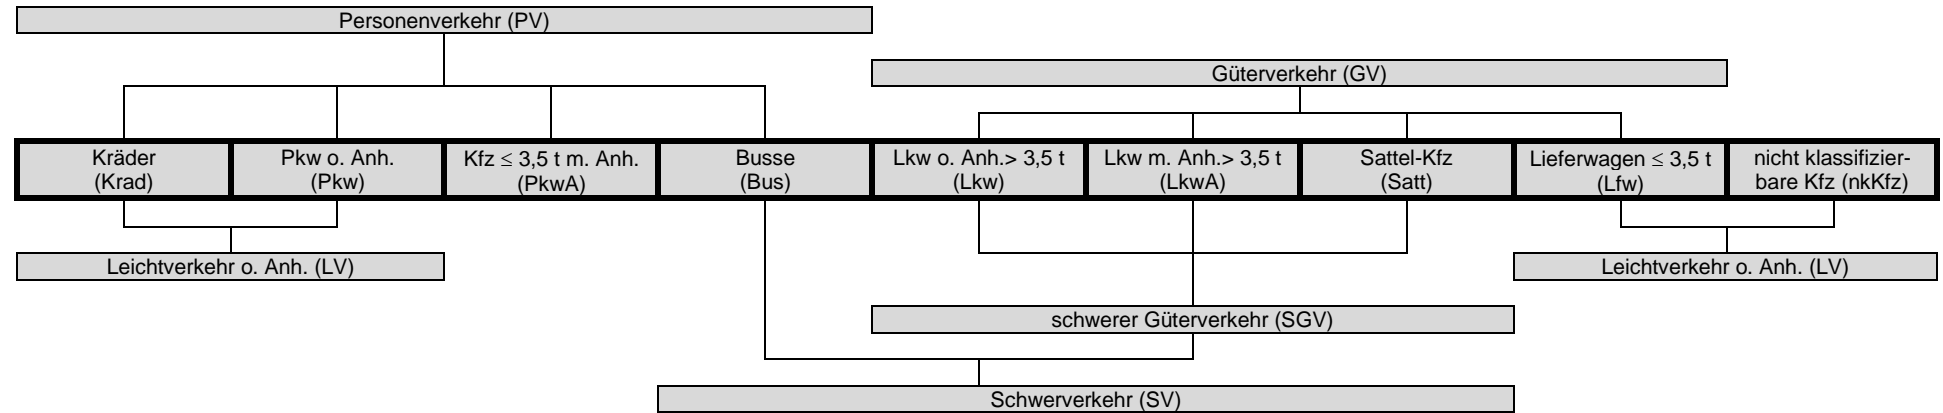 Personenverkehr (PV)
Güterverkehr (GV)
Kräder
(Krad)
Pkw o. Anh.
(Pkw)
Kfz ≤ 3,5 t m. Anh.
(PkwA)
Busse
(Bus)
Lkw o. Anh.> 3,5 t
(Lkw)
Lkw m. Anh.> 3,5 t
(LkwA)
Sattel-Kfz
(Satt)
Lieferwagen ≤ 3,5 t
(Lfw)
nicht klassifizier-
bare Kfz (nkKfz)
Leichtverkehr o. Anh. (LV)
Leichtverkehr o. Anh. (LV)
schwerer Güterverkehr (SGV)
Schwerverkehr (SV)